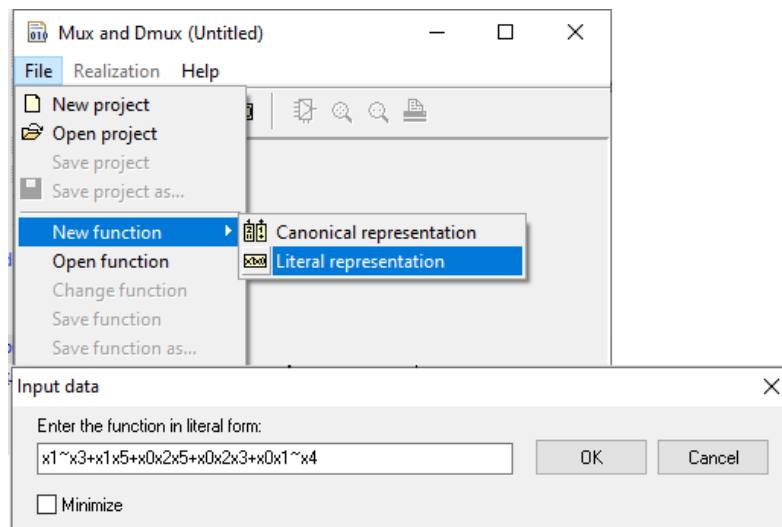 Mux and Dmux (Untitled)
File Realization Help
New project
Open project
Save project
Save project as...
New function
Canonical representation
Open function
Literal representation
Change function
Save function
Save function as...
Input data
Enter the function in literal form:
x1~x3+x1x5+x0x2x5+x0x2x3+x0x1~x4
OK Cancel
Minimize